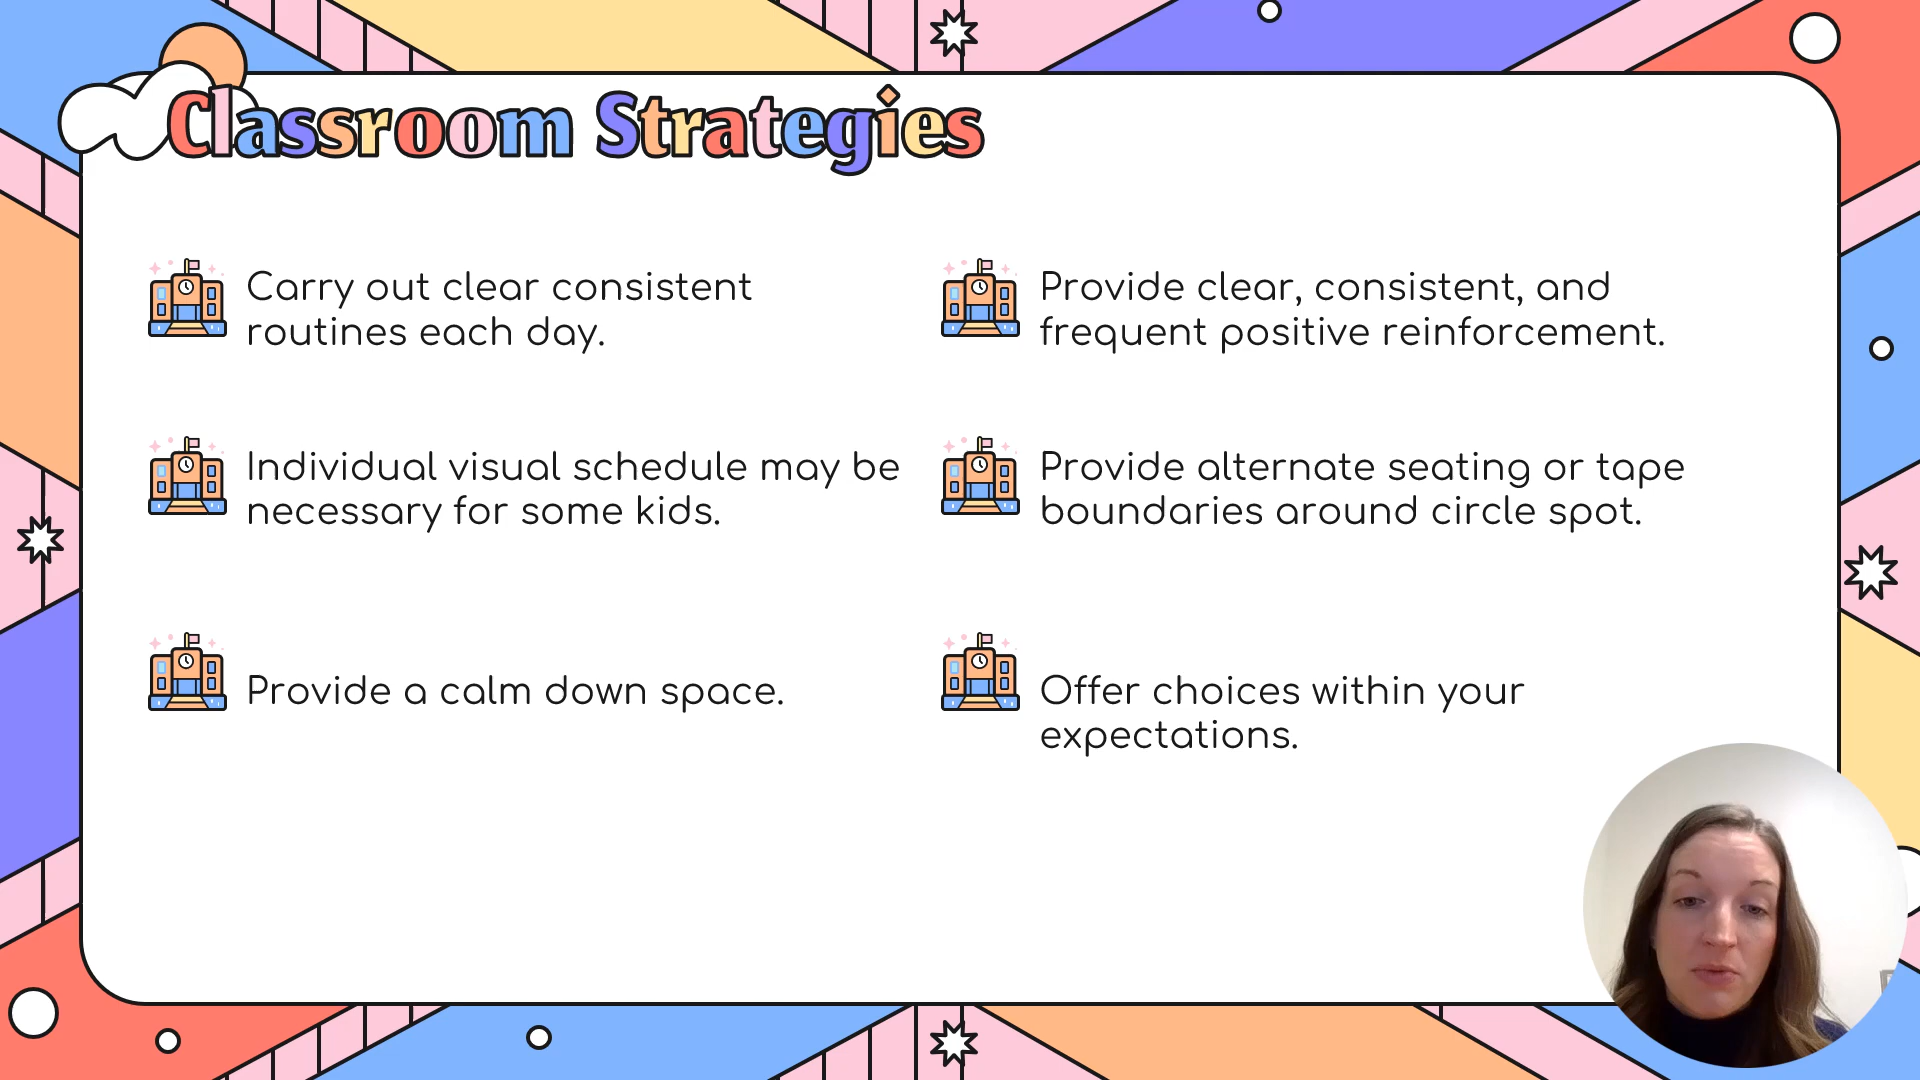 Classroom Strategies
Carry out clear consistent
routines each day.
Provide clear, consistent, and
frequent positive reinforcement.
Individual visual schedule may be
necessary for some kids.
Provide alternate seating or tape
boundaries around circle spot.
Provide a calm down space.
Offer choices within your
expectations.